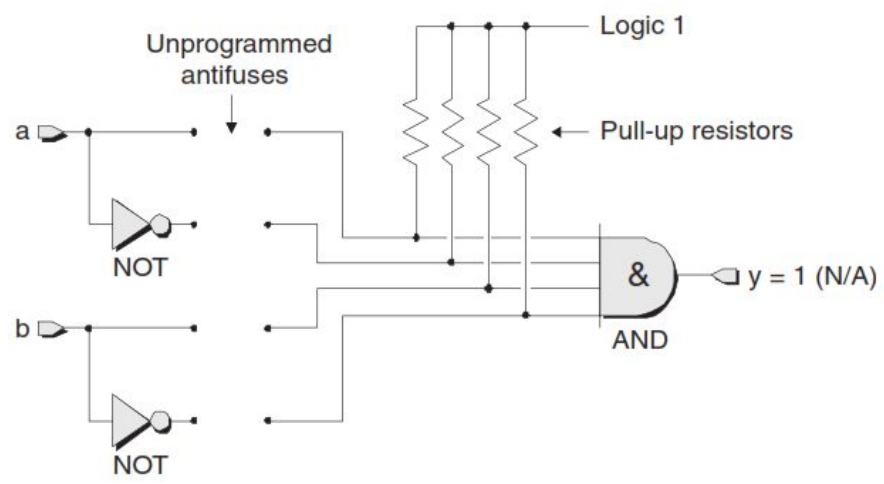 Logic 1
Unprogrammed
antifuses
a
Pull-up resistors
NOT
&
y = 1 (N/A)
b
AND
NOT